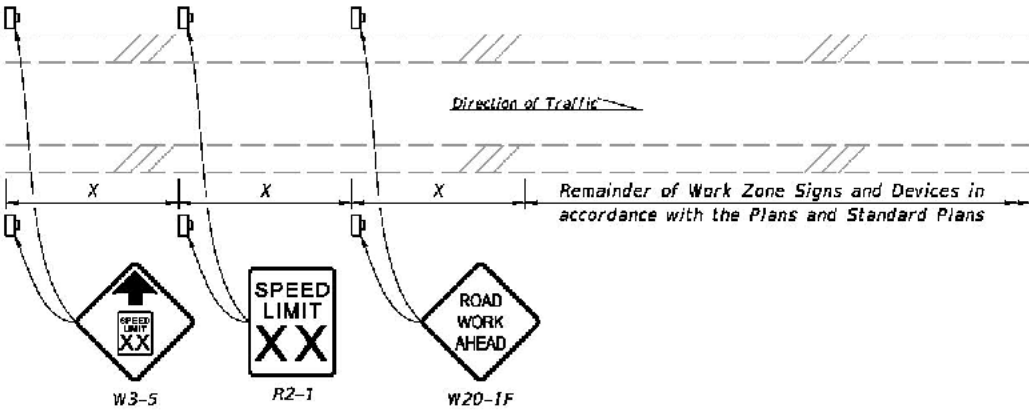 Direction of Traffic
X
X
X
Remainder of Work Zone Signs and Devices in
accordance with the Plans and Standard Plans
SPEED
LIMIT
XX
W3-5
SPEED
LIMIT
XX
R2-1
ROAD
WORK
AHEAD
W20-1F